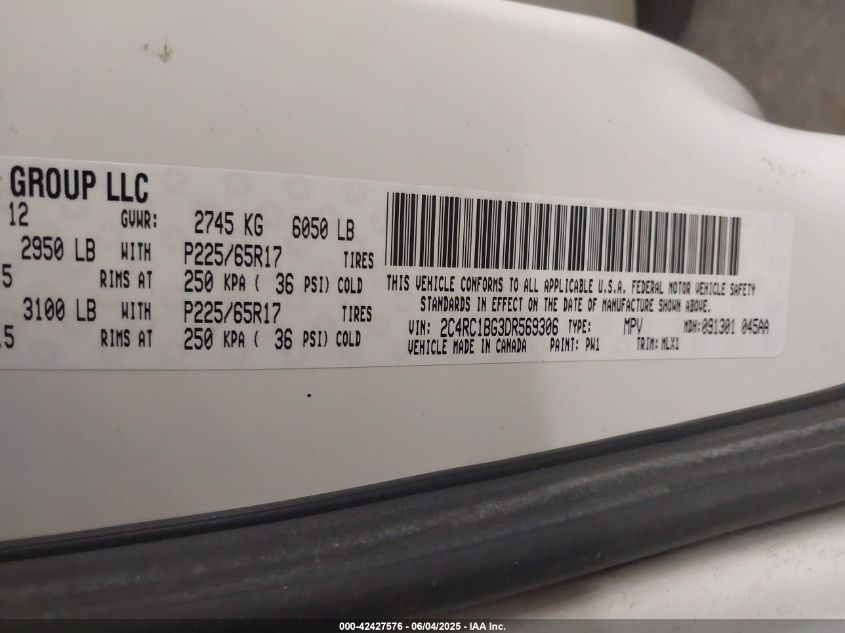 GROUP LLC
12 GVWR: 2745 KG 6050 LB
2950 LB WITH P225/65R17 TIRES
5 RIMS AT 250 KPA ( 36 PSI) COLD
3100 LB WITH P225/65R17 TIRES
.5 RIMS AT 250 KPA ( 36 PSI) COLD
THIS VEHICLE CONFORMS TO ALL APPLICABLE U.S.A. FEDERAL MOTOR VEHICLE SAFETY
STANDARDS IN EFFECT ON THE DATE OF MANUFACTURE SHOWN ABOVE.
VIN: 2C4RC1BG3DR569306 TYPE: MPV MDH:091301 045AA
VEHICLE MADE IN CANADA PAINT: PW1 TRIM: MLX1
000-42427576 - 06/04/2025 - IAA Inc.